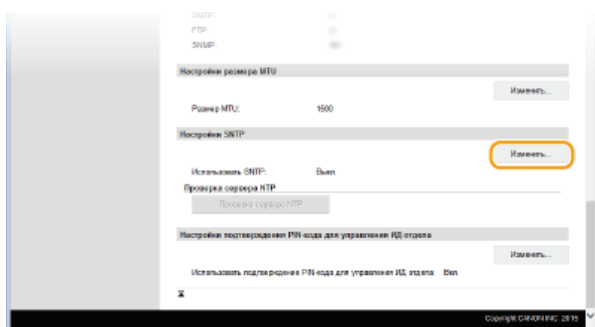 SNTP:
FTP:
SNMP:
Настройки размера MTU
Изменить...
Размер MTU: 1500
Настройки SNTP
Изменить...
Использовать SNTP: Выкл.
Проверка сервера NTP
Проверка сервера NTP
Настройки подтверждения PIN-кода для управления ИД отдела
Изменить...
Использовать подтверждение PIN-кода для управления ИД отдела: Вкл.
Copyright CANON INC. 2015